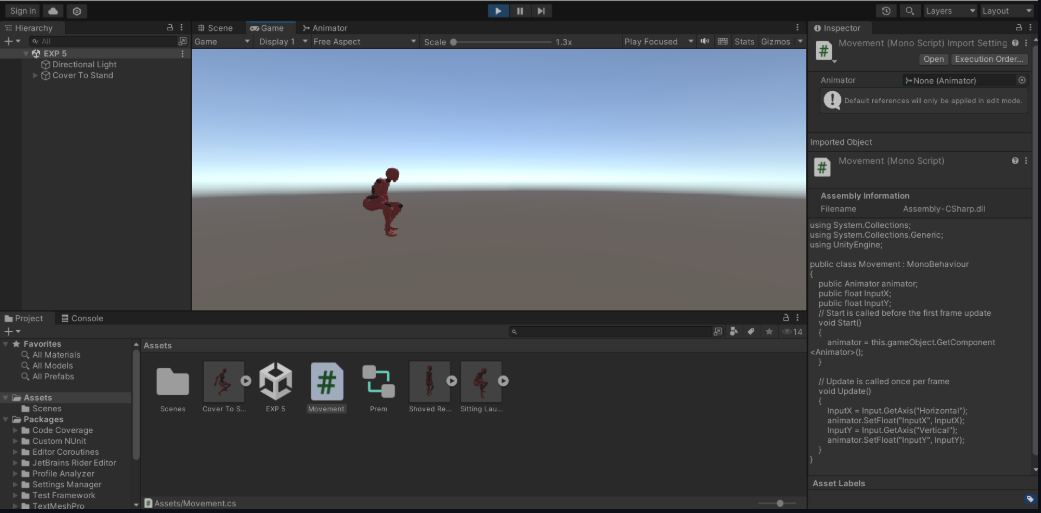 Sign in
Layers
Layout
Hierarchy
All
EXP 5
Directional Light
Cover To Stand
Scene
Game
Animator
Game
Display 1
Free Aspect
Scale
1.3x
Play Focused
Stats
Gizmos
Inspector
Movement (Mono Script) Import Setting
Open
Execution Order...
Animator
None (Animator)
Default references will only be applied in edit mode.
Imported Object
Movement (Mono Script)
Assembly Information
Filename Assembly-CSharp.dll
using System.Collections;
using System.Collections.Generic;
using UnityEngine;
public class Movement : MonoBehaviour
{
public Animator animator;
public float InputX;
public float InputY;
// Start is called before the first frame update
void Start()
{
animator = this.gameObject.GetComponent
<Animator>();
}
// Update is called once per frame
void Update()
{
InputX = Input.GetAxis("Horizontal");
animator.SetFloat("InputX", InputX);
InputY = Input.GetAxis("Vertical");
animator.SetFloat("InputY", InputY);
}
}
Asset Labels
Project
Console
14
Favorites
All Materials
All Models
All Prefabs
Assets
Scenes
Packages
Code Coverage
Custom NUnit
Editor Coroutines
JetBrains Rider Editor
Profile Analyzer
Settings Manager
Test Framework
TextMeshPro
Assets
Scenes
Cover To S...
EXP 5
Movement
Prem
Shoved Re...
Sitting Lau...
Assets/Movement.cs